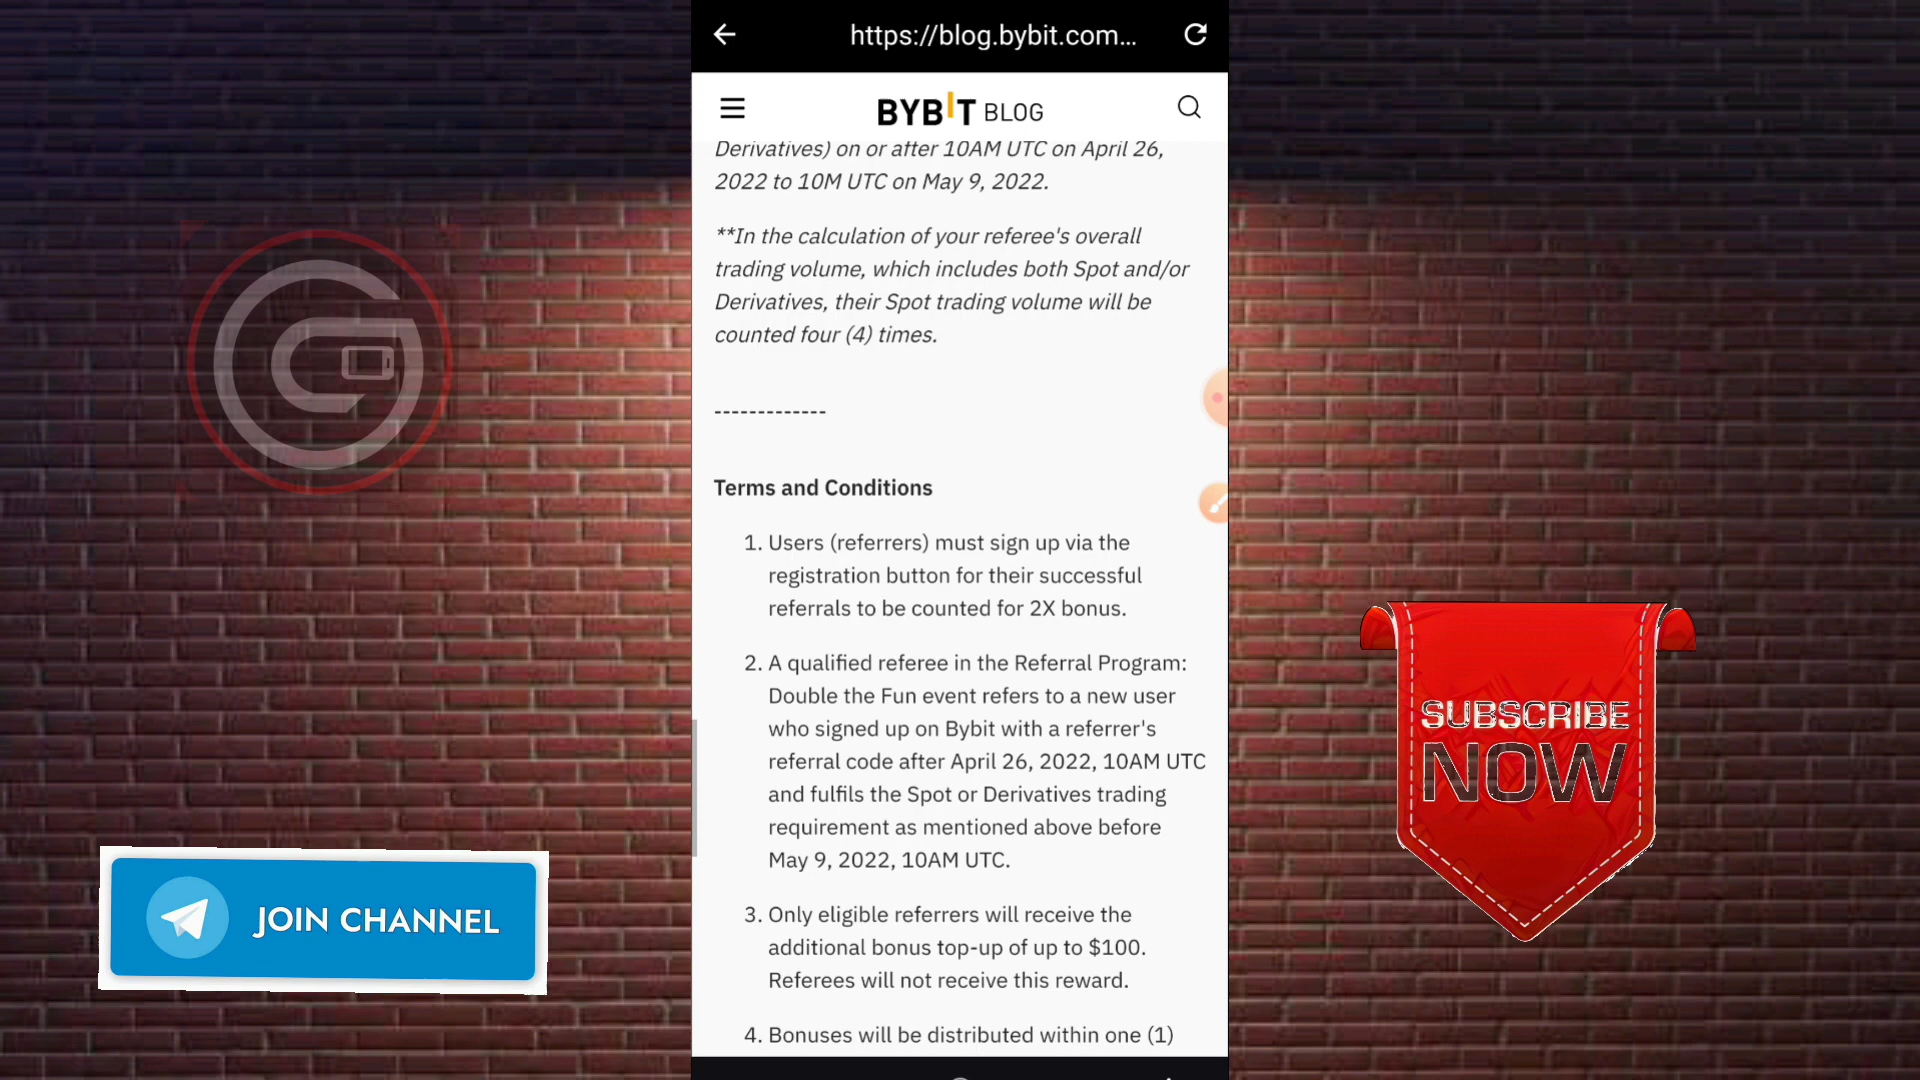 https://blog.bybit.com...
BYBIT BLOG
Derivatives) on or after 10AM UTC on April 26,
2022 to 10M UTC on May 9, 2022.
**In the calculation of your referee's overall
trading volume, which includes both Spot and/or
Derivatives, their Spot trading volume will be
counted four (4) times.
-------------
Terms and Conditions
1. Users (referrers) must sign up via the
registration button for their successful
referrals to be counted for 2X bonus.
2. A qualified referee in the Referral Program:
Double the Fun event refers to a new user
who signed up on Bybit with a referrer's
referral code after April 26, 2022, 10AM UTC
and fulfils the Spot or Derivatives trading
requirement as mentioned above before
May 9, 2022, 10AM UTC.
3. Only eligible referrers will receive the
additional bonus top-up of up to $100.
Referees will not receive this reward.
4. Bonuses will be distributed within one (1)
JOIN CHANNEL
SUBSCRIBE
NOW